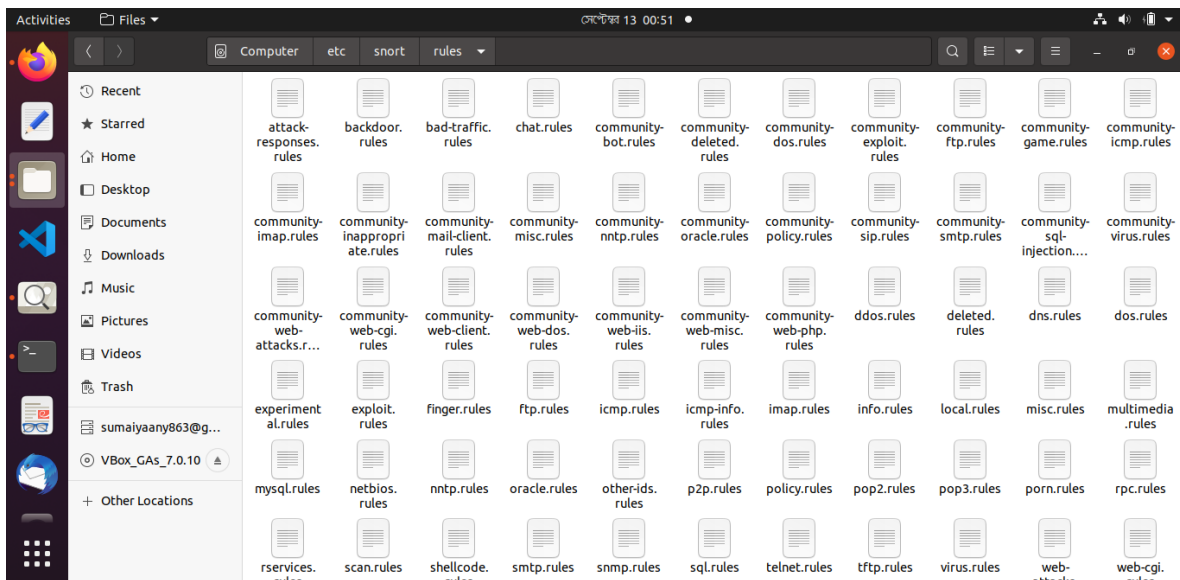 Activities Files সেপ্টেম্বর 13 00:51
Computer etc snort rules
Recent
Starred
Home
Desktop
Documents
Downloads
Music
Pictures
Videos
Trash
sumaiyaany863@g...
VBox_GAs_7.0.10
Other Locations
attack-
responses.
rules
backdoor.
rules
bad-traffic.
rules
chat.rules
community-
bot.rules
community-
deleted.
rules
community-
dos.rules
community-
exploit.
rules
community-
ftp.rules
community-
game.rules
community-
icmp.rules
community-
imap.rules
community-
inappropri
ate.rules
community-
mail-client.
rules
community-
misc.rules
community-
nntp.rules
community-
oracle.rules
community-
policy.rules
community-
sip.rules
community-
smtp.rules
community-
sql-
injection....
community-
virus.rules
community-
web-
attacks.r...
community-
web-cgi.
rules
community-
web-client.
rules
community-
web-dos.
rules
community-
web-iis.
rules
community-
web-misc.
rules
community-
web-php.
rules
ddos.rules
deleted.
rules
dns.rules
dos.rules
experiment
al.rules
exploit.
rules
finger.rules
ftp.rules
icmp.rules
icmp-info.
rules
imap.rules
info.rules
local.rules
misc.rules
multimedia
.rules
mysql.rules
netbios.
rules
nntp.rules
oracle.rules
other-ids.
rules
p2p.rules
policy.rules
pop2.rules
pop3.rules
porn.rules
rpc.rules
rservices.
scan.rules
shellcode.
smtp.rules
snmp.rules
sql.rules
telnet.rules
tftp.rules
virus.rules
web-
web-cgi.